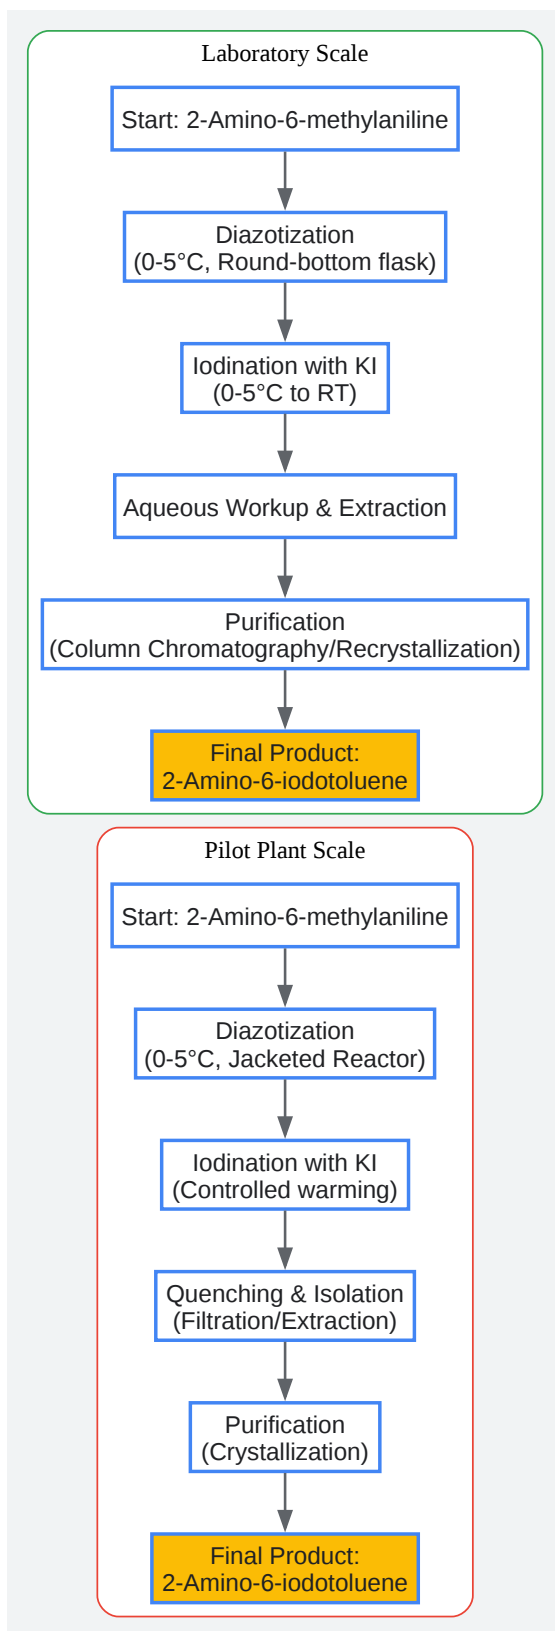 Laboratory Scale
Start: 2-Amino-6-methylaniline
Diazotization
(0-5°C, Round-bottom flask)
Iodination with KI
(0-5°C to RT)
Aqueous Workup & Extraction
Purification
(Column Chromatography/Recrystallization)
Final Product:
2-Amino-6-iodotoluene
Pilot Plant Scale
Start: 2-Amino-6-methylaniline
Diazotization
(0-5°C, Jacketed Reactor)
Iodination with KI
(Controlled warming)
Quenching & Isolation
(Filtration/Extraction)
Purification
(Crystallization)
Final Product:
2-Amino-6-iodotoluene